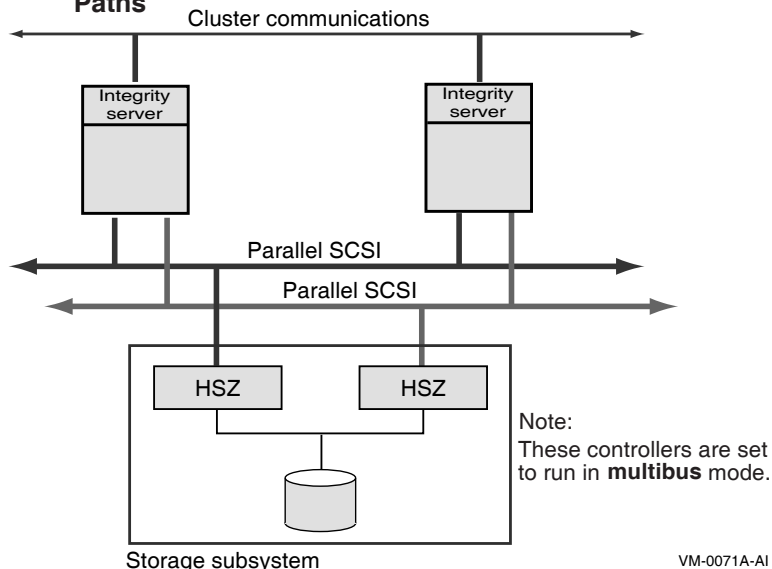 Paths
Cluster communications
Integrity
server
Integrity
server
Parallel SCSI
Parallel SCSI
HSZ
HSZ
Note:
These controllers are set
to run in multibus mode.
Storage subsystem
VM-0071A-AI